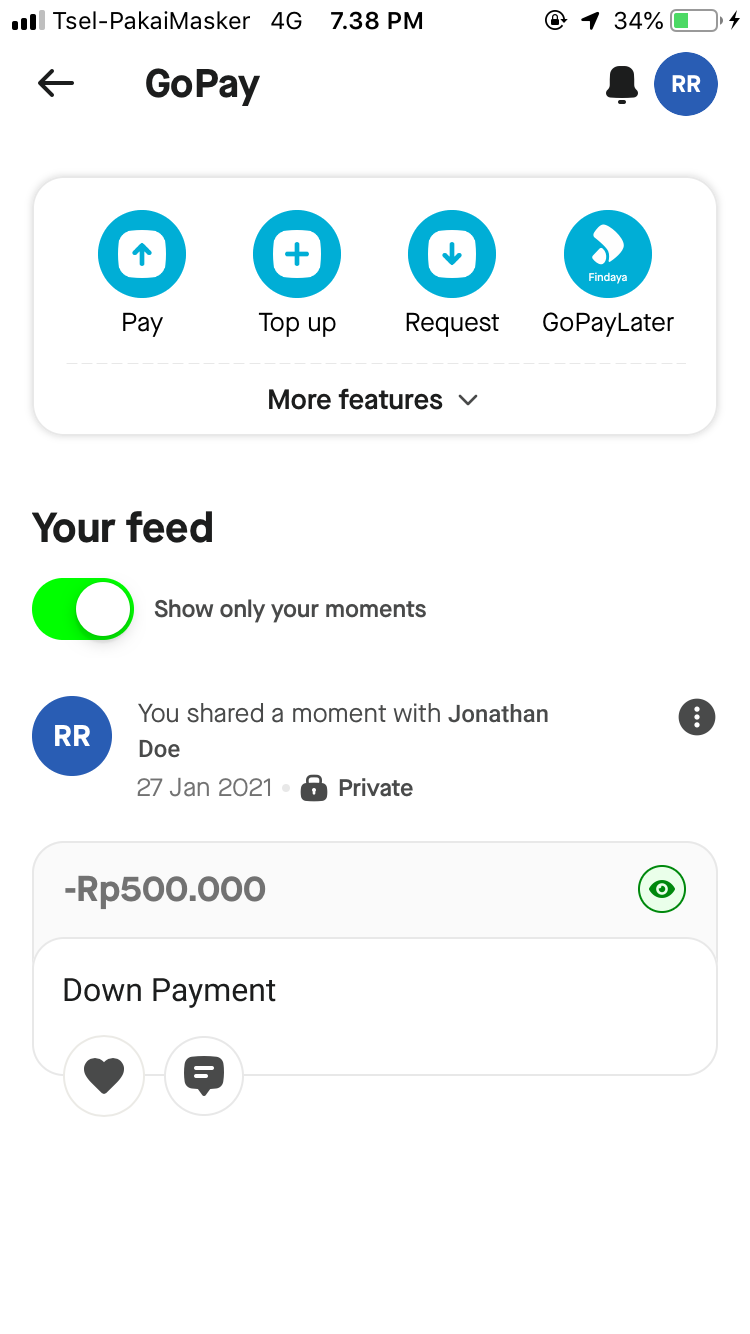 Tsel-PakaiMasker 4G 7.38 PM 34%
GoPay
RR
Findaya
Pay Top up Request GoPayLater
More features
Your feed
Show only your moments
RR
You shared a moment with Jonathan
Doe
27 Jan 2021 • Private
-Rp500.000
Down Payment